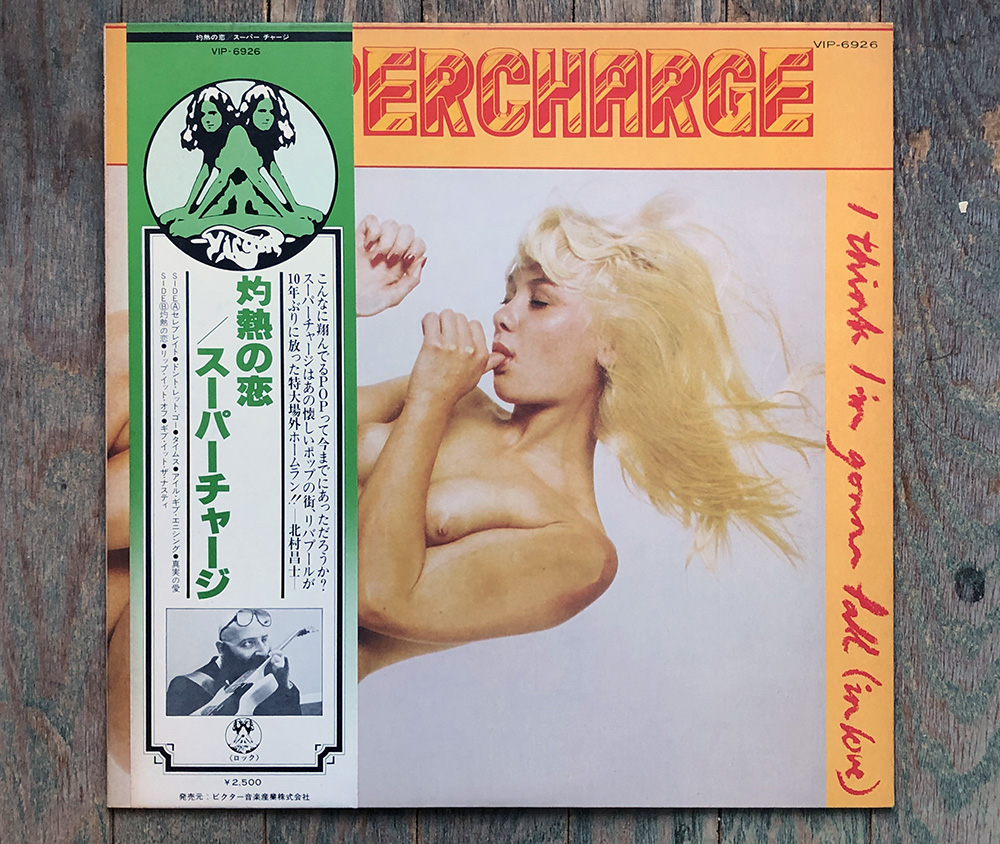 灼熱の恋／スーパー チャージ
VIP-6926
Virgin
灼熱の恋
／スーパーチャージ
こんなに翔んでるPOPって今までにあっただろうか?
スーパーチャージはあの懐しいポップの街、リバプールが
10年ぶりに放った特大場外ホームラン!!—北村昌士—
SIDEⒶセレブレイト●ドント・レット・ゴー●タイムス●アイル・ギブ・エニシング●真実の愛
SIDEⒷ灼熱の恋●リップ・イット・オフ●ギブ・イット・ザ・ナスティ
〈ロック〉
￥2,500
発売元：ビクター音楽産業株式会社
PERCHARGE
VIP-6926
I think I'm gonna fall (in love)